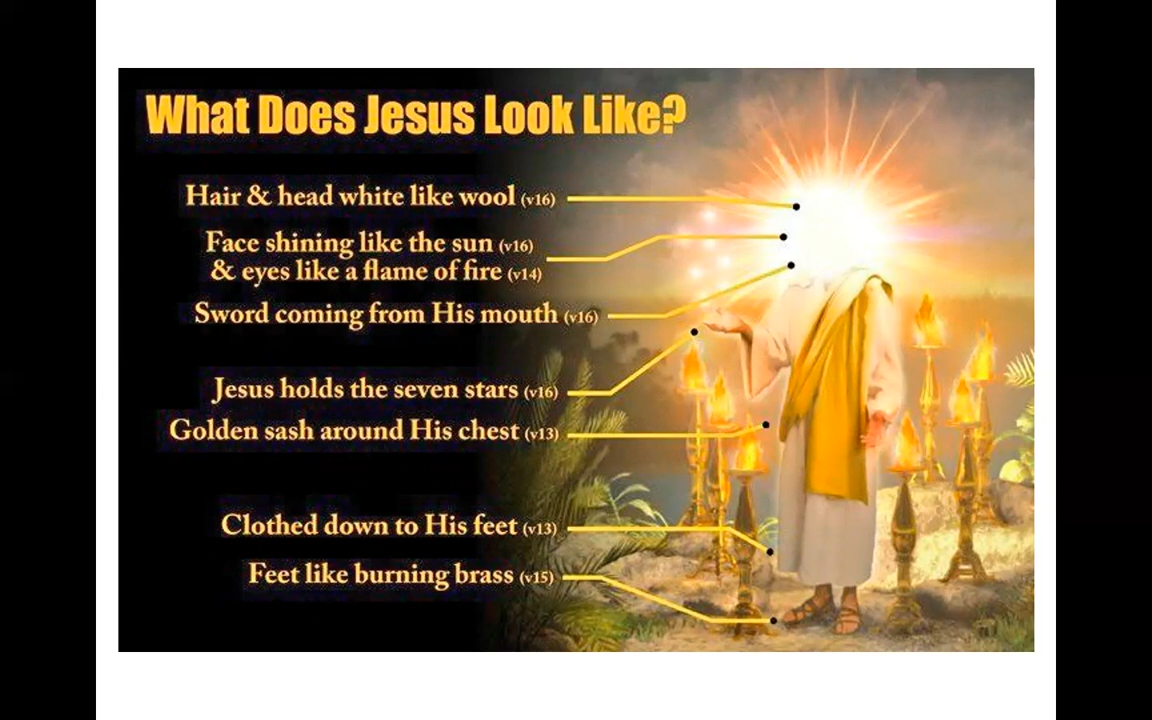 What Does Jesus Look Like?
Hair & head white like wool (v16)
Face shining like the sun (v16)
& eyes like a flame of fire (v14)
Sword coming from His mouth (v16)
Jesus holds the seven stars (v16)
Golden sash around His chest (v13)
Clothed down to His feet (v13)
Feet like burning brass (v15)